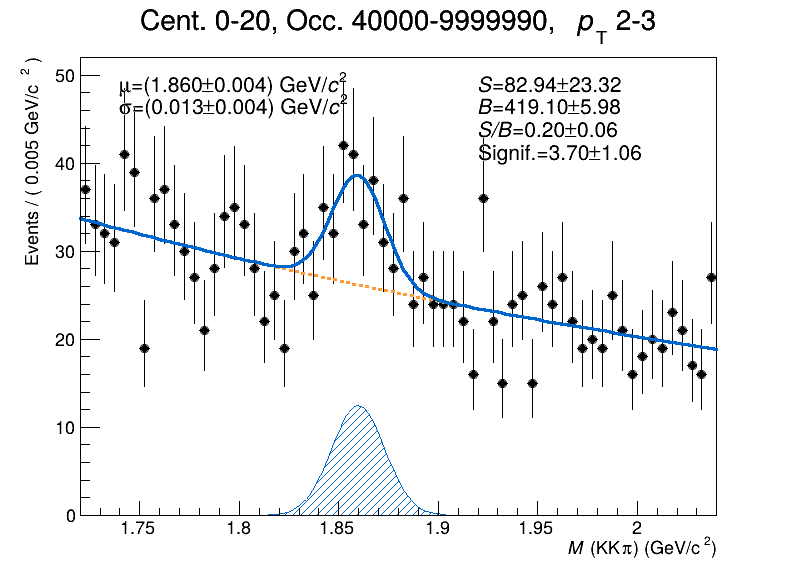 Cent. 0-20, Occ. 40000-9999990, p_T 2-3
Events / ( 0.005 GeV/c² )
50
40
30
20
10
0
μ=(1.860±0.004) GeV/c²
σ=(0.013±0.004) GeV/c²
S=82.94±23.32
B=419.10±5.98
S/B=0.20±0.06
Signif.=3.70±1.06
1.75 1.8 1.85 1.9 1.95 2
M (KKπ) (GeV/c²)